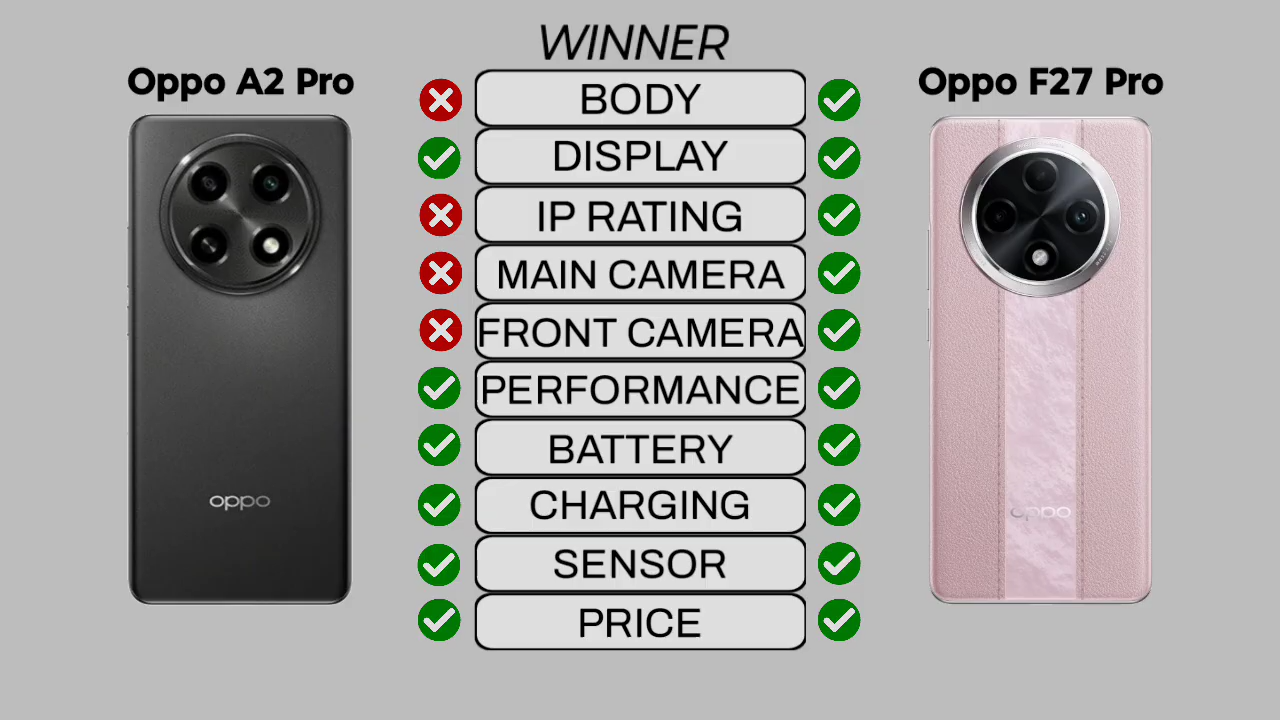 WINNER
Oppo A2 Pro
Oppo F27 Pro
BODY
DISPLAY
IP RATING
MAIN CAMERA
FRONT CAMERA
PERFORMANCE
BATTERY
CHARGING
SENSOR
PRICE
oppo
oppo